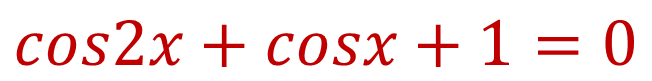 cos2x + cosx + 1 = 0